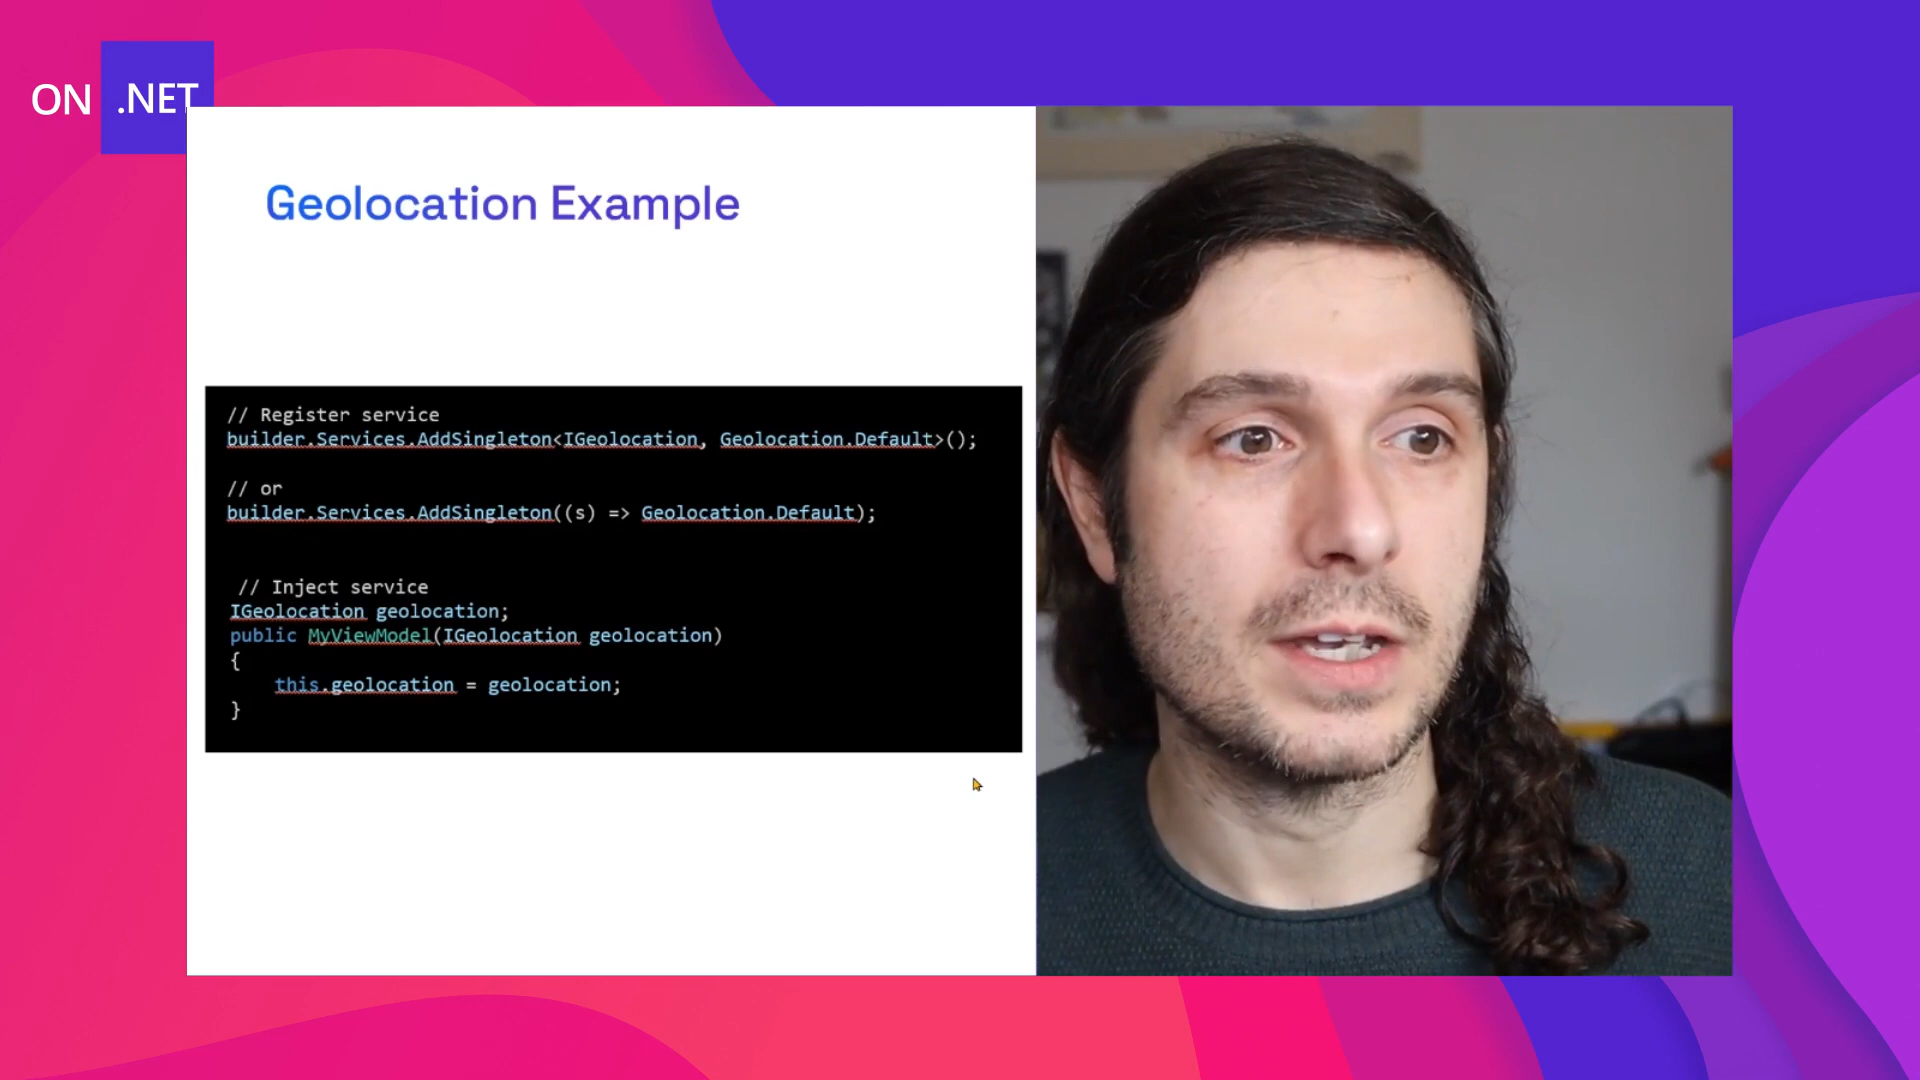 ON .NET
Geolocation Example
// Register service
builder.Services.AddSingleton<IGeolocation, Geolocation.Default>();
// or
builder.Services.AddSingleton((s) => Geolocation.Default);
// Inject service
IGeolocation geolocation;
public MyViewModel(IGeolocation geolocation)
{
this.geolocation = geolocation;
}